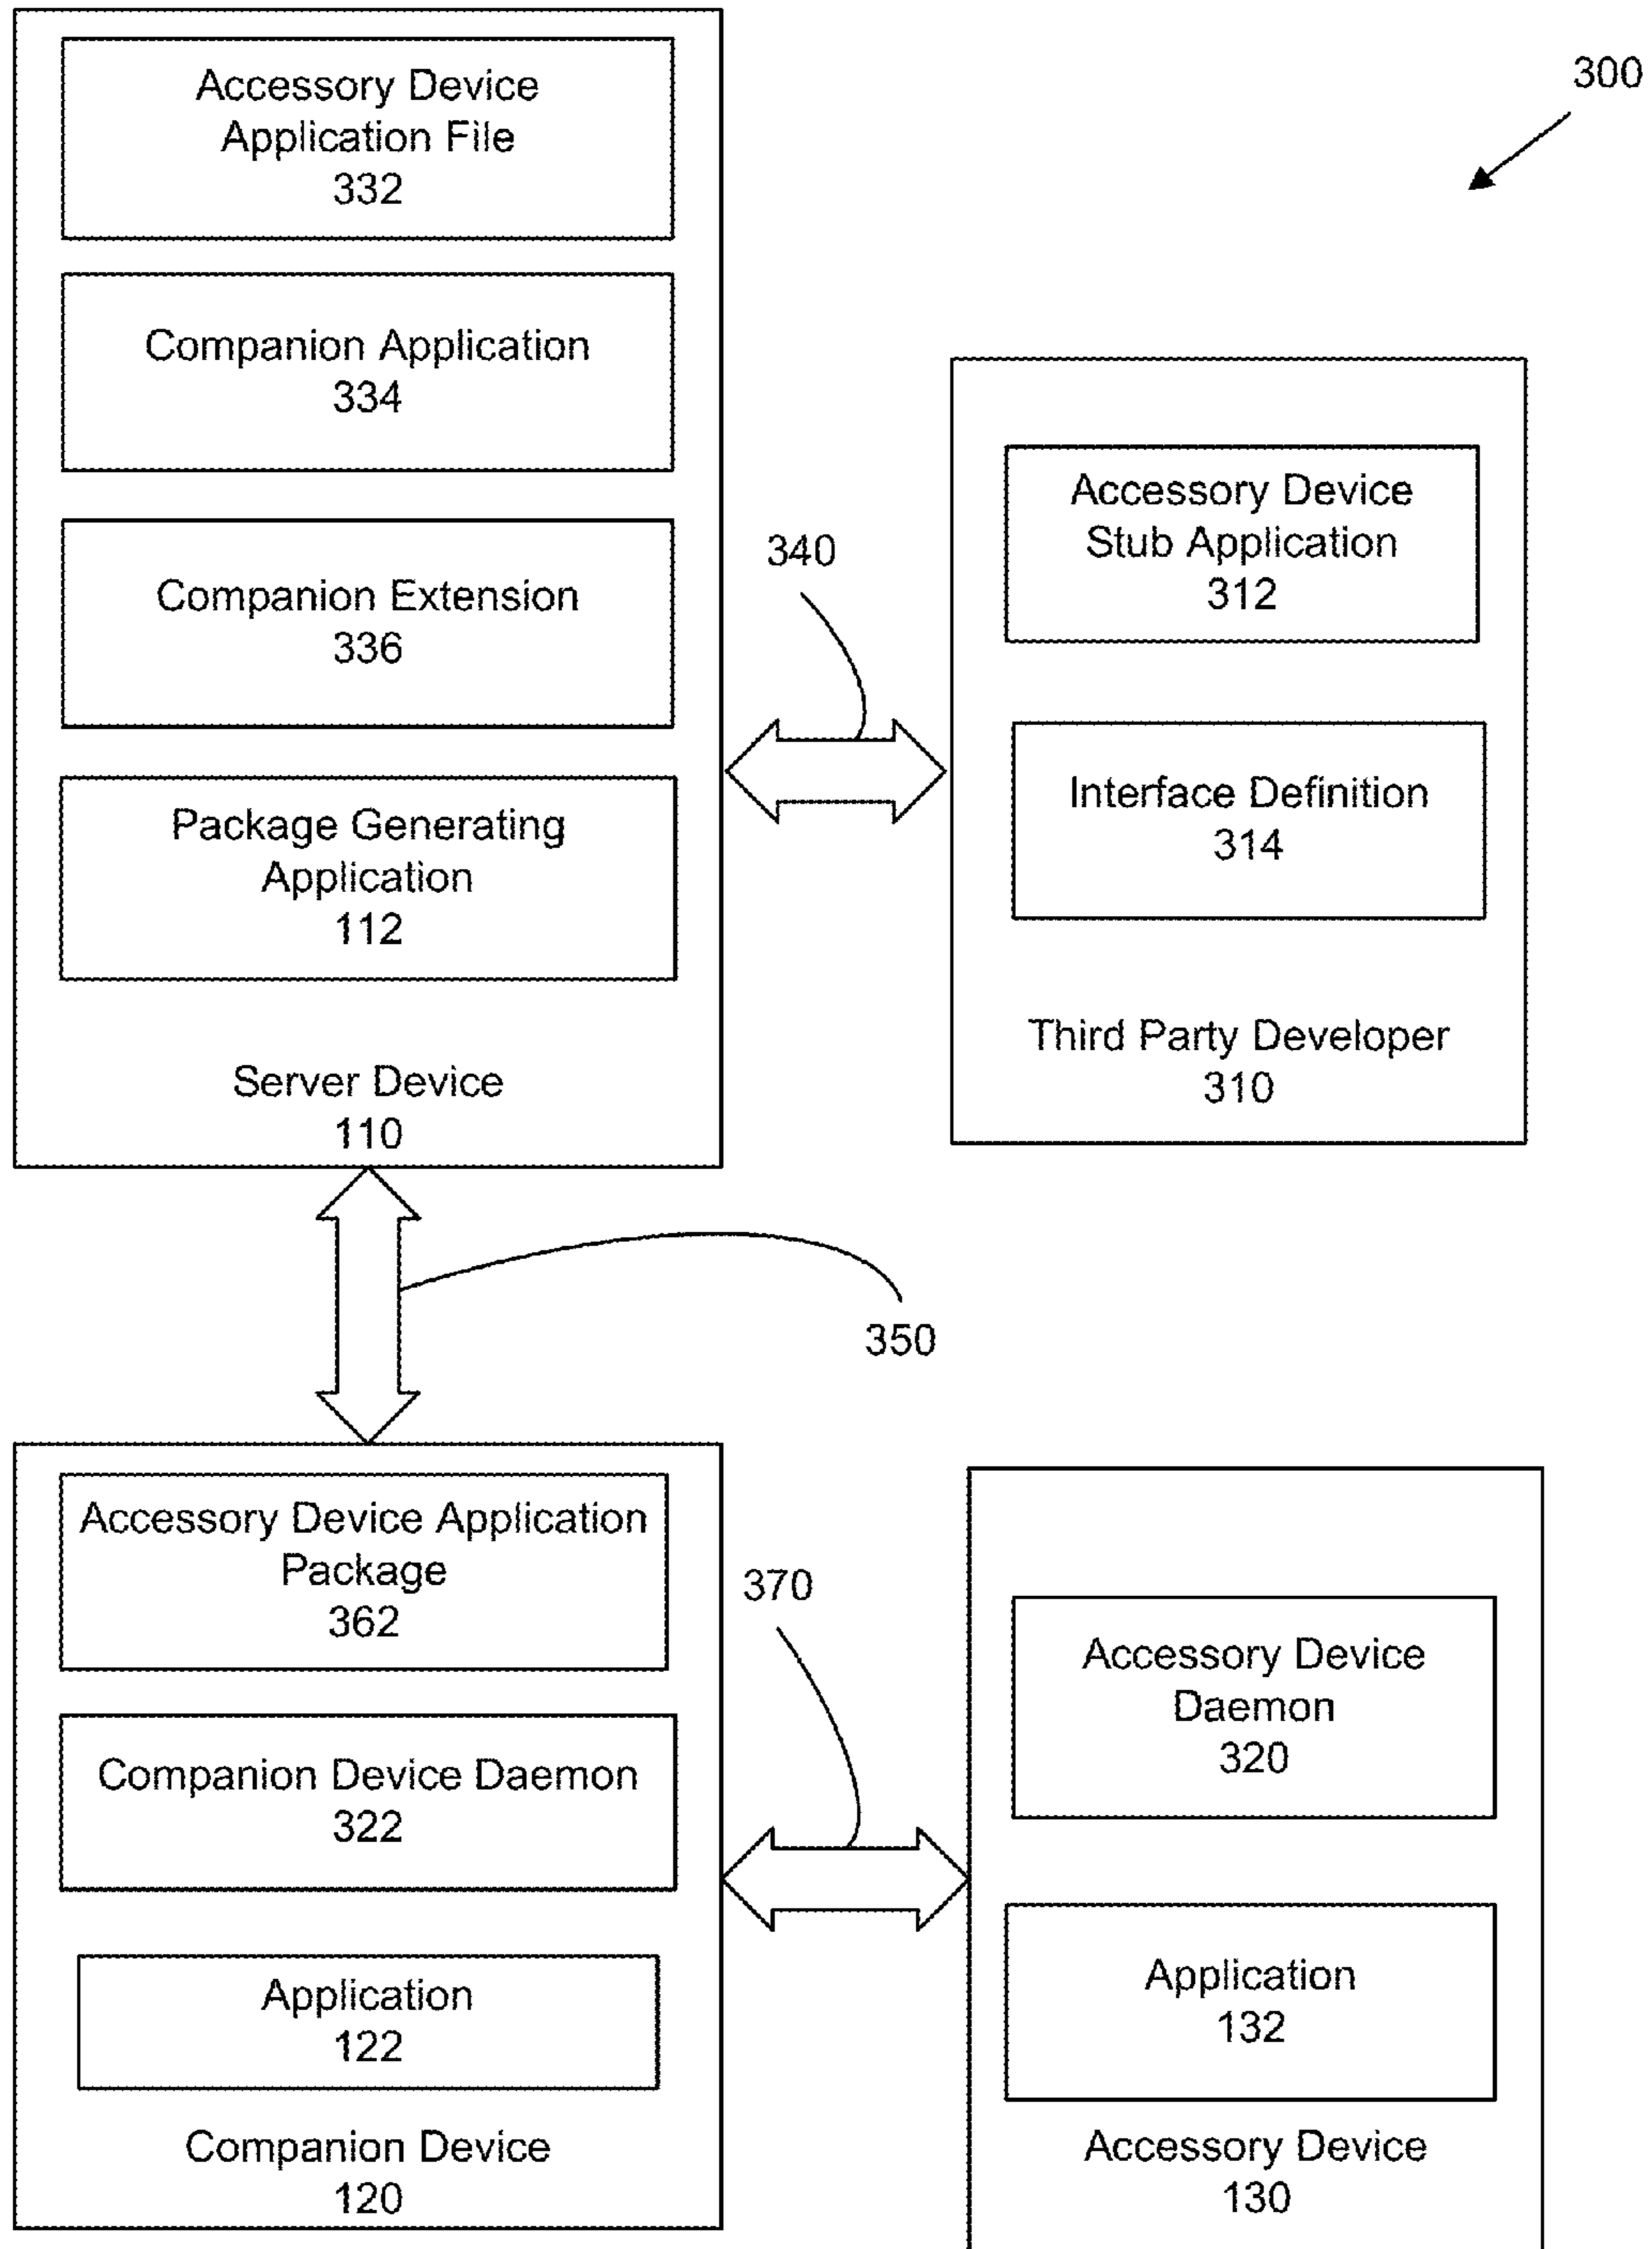 300
Accessory Device
Application File
332
Companion Application
334
Companion Extension
336
Package Generating
Application
112
Server Device
110
340
Accessory Device
Stub Application
312
Interface Definition
314
Third Party Developer
310
350
Accessory Device Application
Package
362
Companion Device Daemon
322
Application
122
Companion Device
120
370
Accessory Device
Daemon
320
Application
132
Accessory Device
130